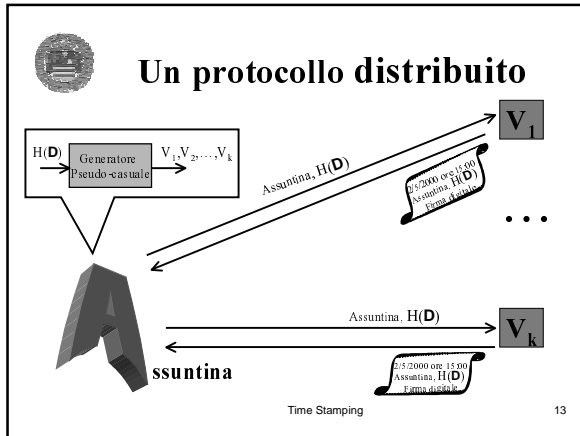 Un protocollo distribuito
H(D)
Generatore
Pseudo-casuale
V1,V2,…,Vk
Assuntina, H(D)
V1
2/5/2000 ore 15:00
Assuntina, H(D)
Firma digitale
...
Assuntina, H(D)
Vk
2/5/2000 ore 15:00
Assuntina, H(D)
Firma digitale
Assuntina
Time Stamping
13